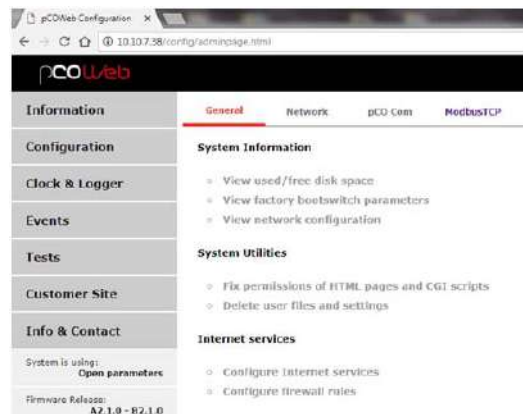 pCOWeb Configuration
10.10.7.38/config/adminpage.html
pCOWeb
Information
Configuration
Clock & Logger
Events
Tests
Customer Site
Info & Contact
System is using:
Open parameters
Firmware Release:
A2.1.0 - B2.1.0
General Network pCO Com ModbusTCP
System Information
View used/free disk space
View factory bootswitch parameters
View network configuration
System Utilities
Fix permissions of HTML pages and CGI scripts
Delete user files and settings
Internet services
Configure Internet services
Configure firewall rules